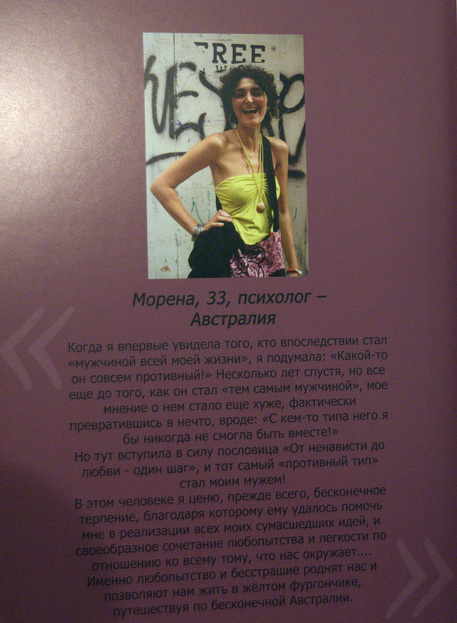 FREE
Морена, 33, психолог –
Австралия
Когда я впервые увидела того, кто впоследствии стал
«мужчиной всей моей жизни», я подумала: «Какой-то
он совсем противный!» Несколько лет спустя, но все
еще до того, как он стал «тем самым мужчиной», мое
мнение о нем стало еще хуже, фактически
превратившись в нечто, вроде: «С кем-то типа него я
бы никогда не смогла быть вместе!»
Но тут вступила в силу пословица «От ненависти до
любви - один шаг», и тот самый «противный тип»
стал моим мужем!
В этом человеке я ценю, прежде всего, бесконечное
терпение, благодаря которому ему удалось помочь
мне в реализации всех моих сумасшедших идей, и
своеобразное сочетание любопытства и легкости по
отношению ко всему тому, что нас окружает....
Именно любопытство и бесстрашие роднят нас и
позволяют нам жить в жёлтом фургончике,
путешествуя по бесконечной Австралии.